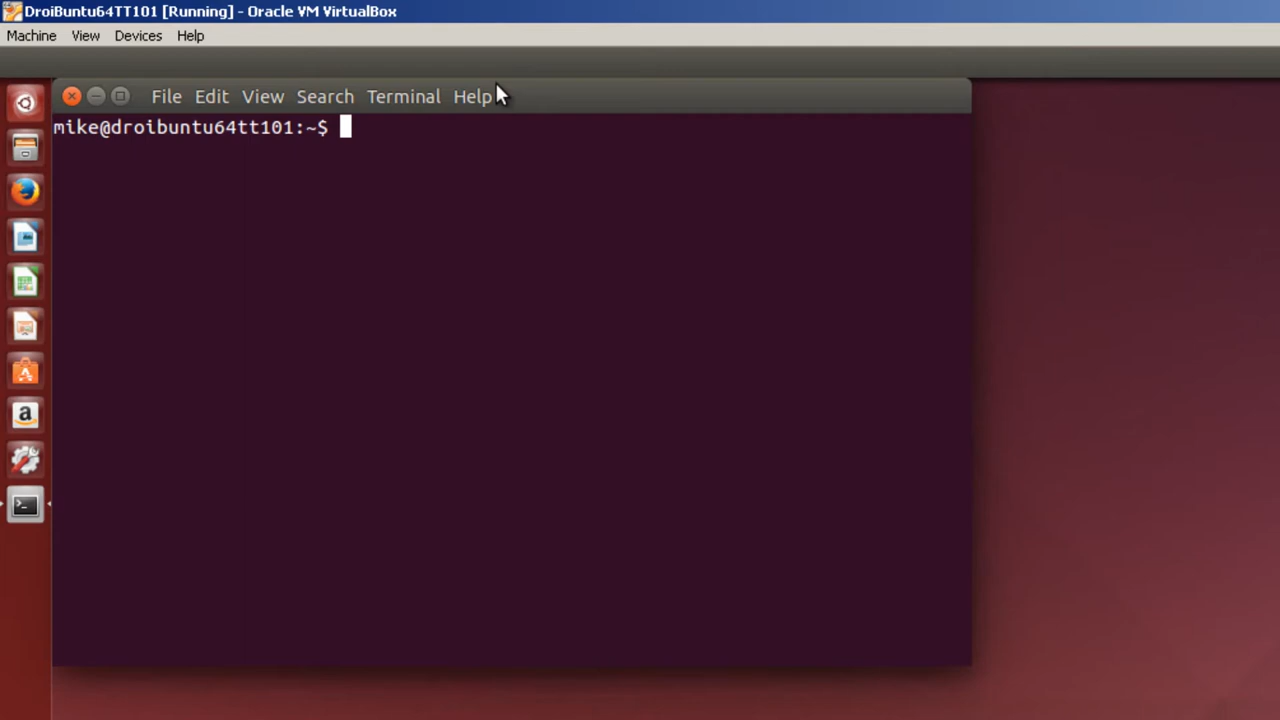 DroiBuntu64TT101 [Running] - Oracle VM VirtualBox
Machine View Devices Help
File Edit View Search Terminal Help
mike@droibuntu64tt101:~$
a